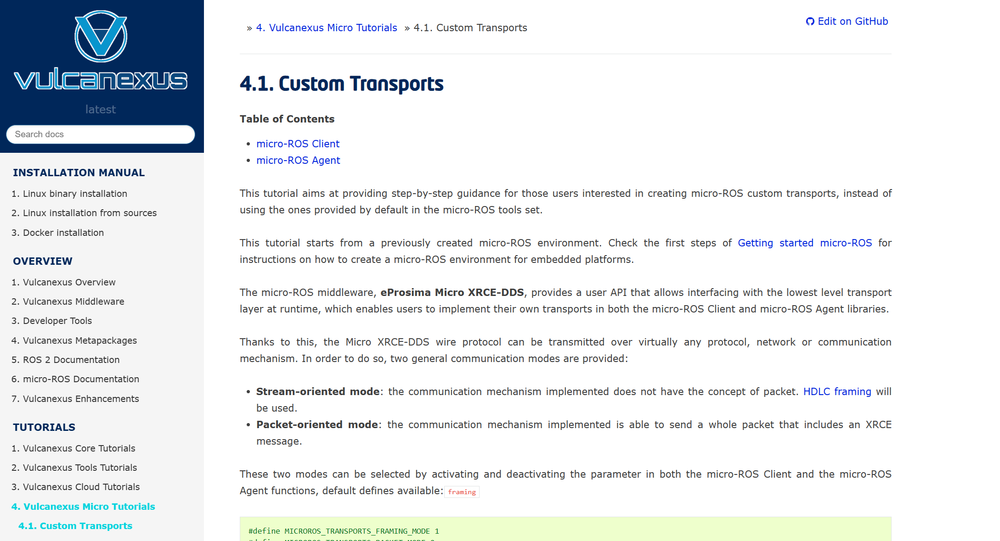 vulcanexus
latest
Search docs
INSTALLATION MANUAL
1. Linux binary installation
2. Linux installation from sources
3. Docker installation
OVERVIEW
1. Vulcanexus Overview
2. Vulcanexus Middleware
3. Developer Tools
4. Vulcanexus Metapackages
5. ROS 2 Documentation
6. micro-ROS Documentation
7. Vulcanexus Enhancements
TUTORIALS
1. Vulcanexus Core Tutorials
2. Vulcanexus Tools Tutorials
3. Vulcanexus Cloud Tutorials
4. Vulcanexus Micro Tutorials
4.1. Custom Transports
» 4. Vulcanexus Micro Tutorials » 4.1. Custom Transports
Edit on GitHub
4.1. Custom Transports
Table of Contents
• micro-ROS Client
• micro-ROS Agent
This tutorial aims at providing step-by-step guidance for those users interested in creating micro-ROS custom transports, instead of
using the ones provided by default in the micro-ROS tools set.
This tutorial starts from a previously created micro-ROS environment. Check the first steps of Getting started micro-ROS for
instructions on how to create a micro-ROS environment for embedded platforms.
The micro-ROS middleware, eProsima Micro XRCE-DDS, provides a user API that allows interfacing with the lowest level transport
layer at runtime, which enables users to implement their own transports in both the micro-ROS Client and micro-ROS Agent libraries.
Thanks to this, the Micro XRCE-DDS wire protocol can be transmitted over virtually any protocol, network or communication
mechanism. In order to do so, two general communication modes are provided:
• Stream-oriented mode: the communication mechanism implemented does not have the concept of packet. HDLC framing will
be used.
• Packet-oriented mode: the communication mechanism implemented is able to send a whole packet that includes an XRCE
message.
These two modes can be selected by activating and deactivating the parameter in both the micro-ROS Client and the micro-ROS
Agent functions, default defines available: framing
#define MICROROS_TRANSPORTS_FRAMING_MODE 1